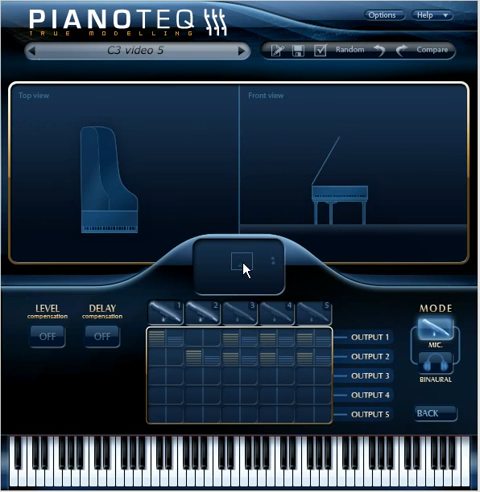 PIANOTEQ
TRUE MODELLING
Options
Help
C3 video 5
Random
Compare
Top view
Front view
LEVEL
compensation
DELAY
compensation
OFF
OFF
1 2 3 4 5
OUTPUT 1
OUTPUT 2
OUTPUT 3
OUTPUT 4
OUTPUT 5
MODE
MIC.
BINAURAL
BACK